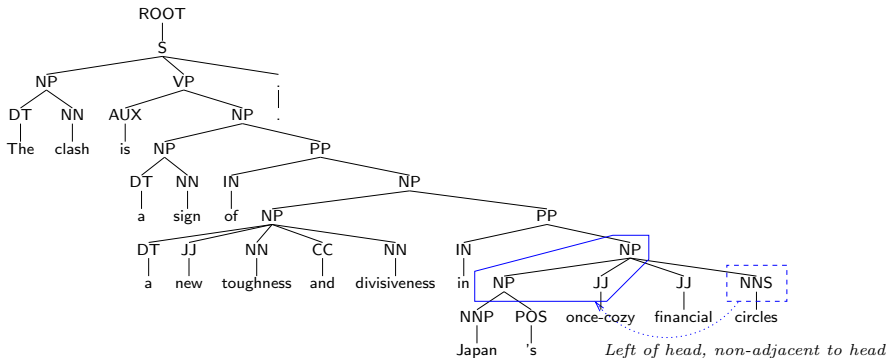 ROOT
S
NP VP .
DT NN AUX NP .
The clash is NP PP
DT NN IN NP
a sign of NP PP
DT JJ NN CC NN IN NP
a new toughness and divisiveness in NP JJ JJ NNS
NNP POS once-cozy financial circles
Japan 's Left of head, non-adjacent to head